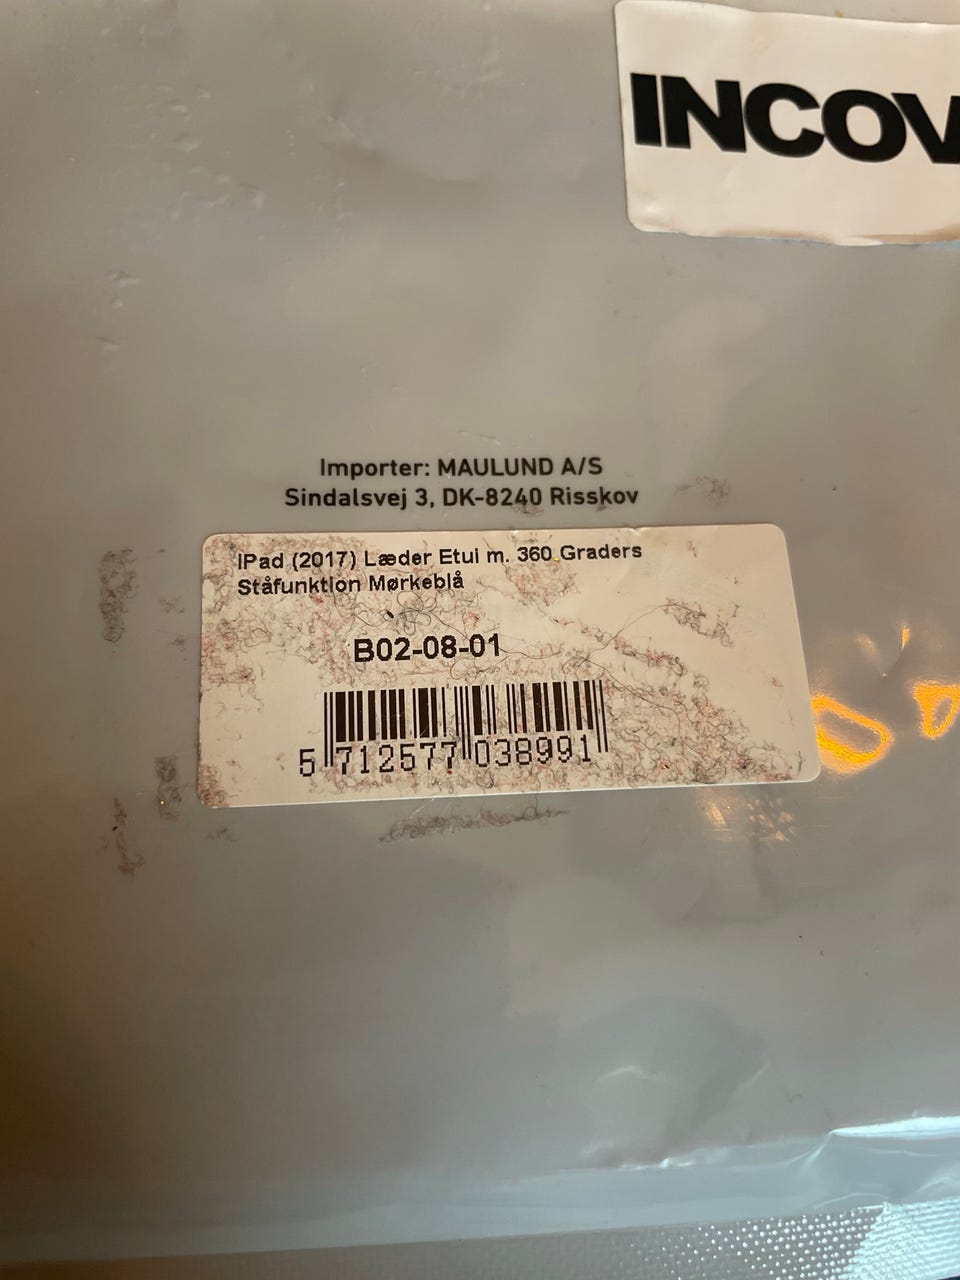 INCOV
Importer: MAULUND A/S
Sindalsvej 3, DK-8240 Risskov
iPad (2017) Læder Etui m. 360 Graders
Ståfunktion Mørkeblå
B02-08-01
5 712577 038991